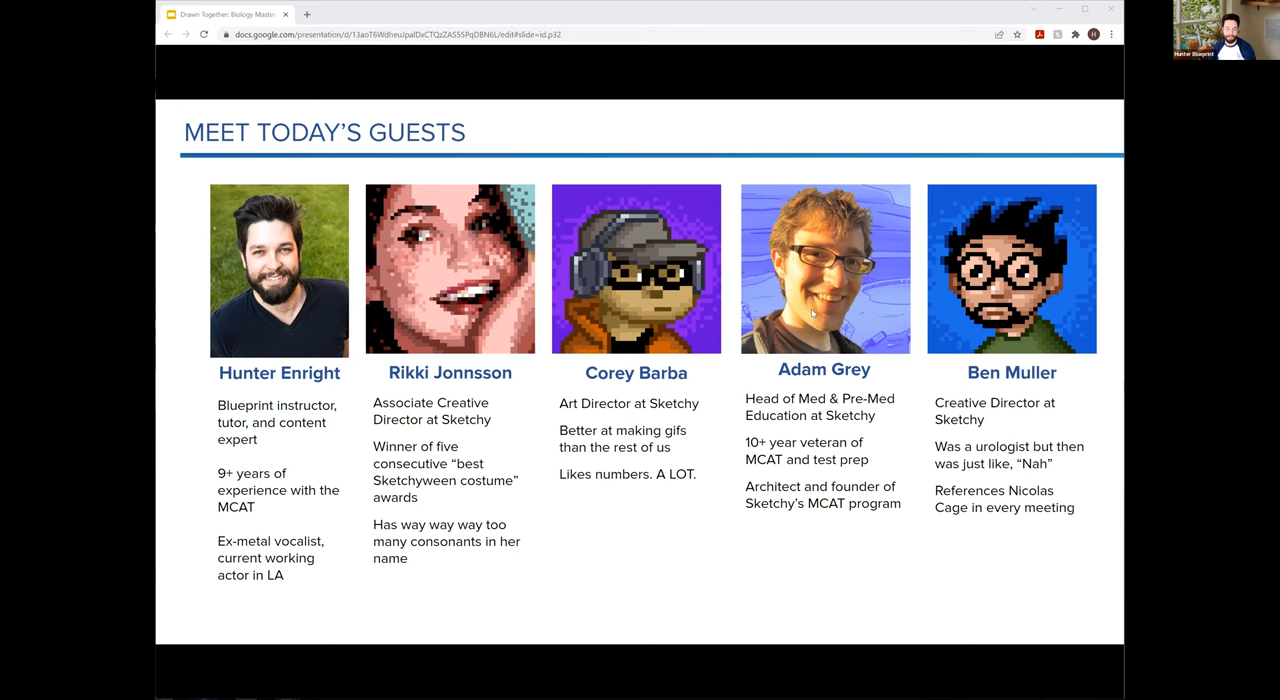 Drawn Together: Biology Master
docs.google.com/presentation/d/13aoT6WdheuJpalDxCTQzZAS55PqDBN6L/edit#slide=id.p32
H
Hunter Blueprint
MEET TODAY'S GUESTS
Hunter Enright
Blueprint instructor,
tutor, and content
expert
9+ years of
experience with the
MCAT
Ex-metal vocalist,
current working
actor in LA
Rikki Jonnsson
Associate Creative
Director at Sketchy
Winner of five
consecutive “best
Sketchyween costume”
awards
Has way way way too
many consonants in her
name
Corey Barba
Art Director at Sketchy
Better at making gifs
than the rest of us
Likes numbers. A LOT.
Adam Grey
Head of Med & Pre-Med
Education at Sketchy
10+ year veteran of
MCAT and test prep
Architect and founder of
Sketchy's MCAT program
Ben Muller
Creative Director at
Sketchy
Was a urologist but then
was just like, “Nah”
References Nicolas
Cage in every meeting